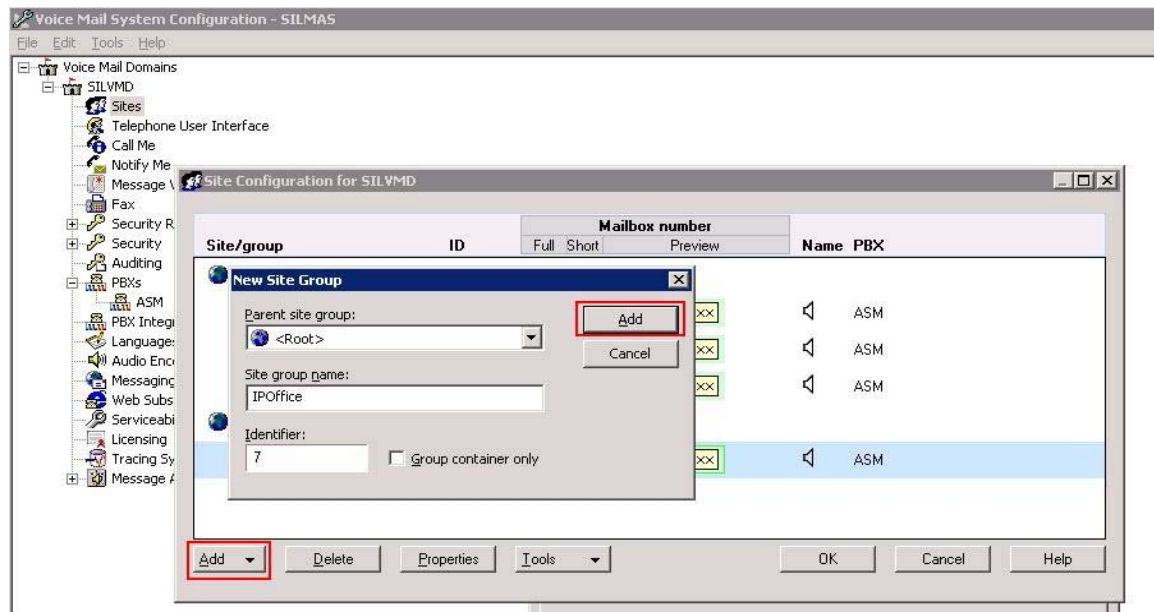 Voice Mail System Configuration - SILMAS
File Edit Tools Help
Voice Mail Domains
SILVMD
Sites
Telephone User Interface
Call Me
Notify Me
Message
Fax
Security R
Security
Auditing
PBXs
ASM
PBX Integr
Languages
Audio Enc
Messaging
Web Subs
Serviceabi
Licensing
Tracing Sy
Message A
Site Configuration for SILVMD
Mailbox number
Site/group ID Full Short Preview Name PBX
New Site Group
Parent site group:
<Root>
Add
Cancel
Site group name:
IPOffice
Identifier:
7
Group container only
xx ASM
xx ASM
xx ASM
xx ASM
Add Delete Properties Tools OK Cancel Help